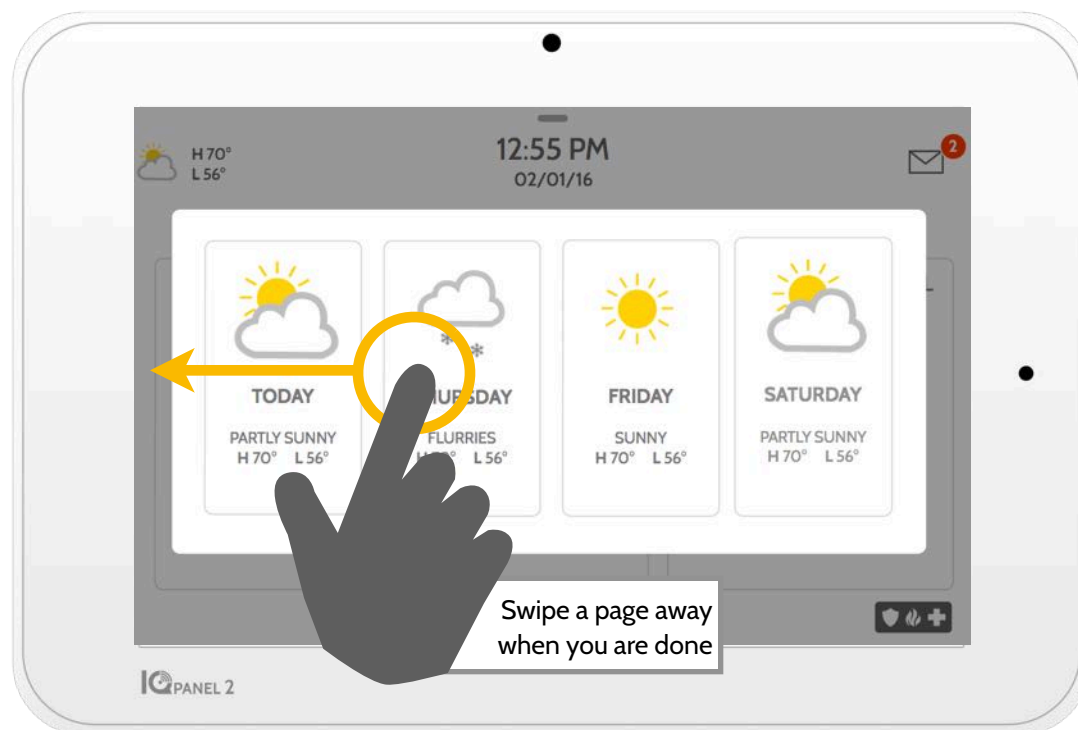 H 70°
L 56°
12:55 PM
02/01/16
2
TODAY
PARTLY SUNNY
H 70° L 56°
FLURRIES
L 56°
FRIDAY
SUNNY
H 70° L 56°
SATURDAY
PARTLY SUNNY
H 70° L 56°
Swipe a page away
when you are done
IQ PANEL 2